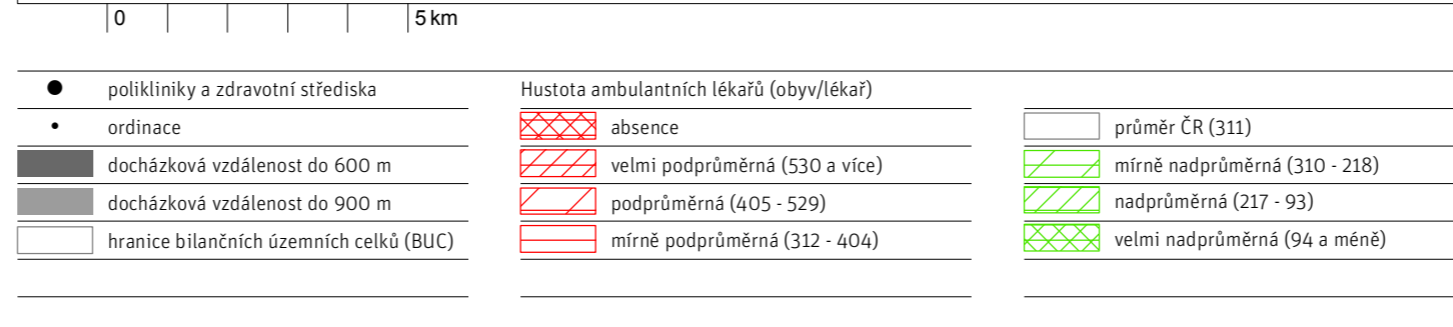 0 5 km
polikliniky a zdravotní střediska
ordinace
docházková vzdálenost do 600 m
docházková vzdálenost do 900 m
hranice bilančních územních celků (BUC)
Hustota ambulantních lékařů (obyv/lékař)
absence
velmi podprůměrná (530 a více)
podprůměrná (405 - 529)
mírně podprůměrná (312 - 404)
průměr ČR (311)
mírně nadprůměrná (310 - 218)
nadprůměrná (217 - 93)
velmi nadprůměrná (94 a méně)